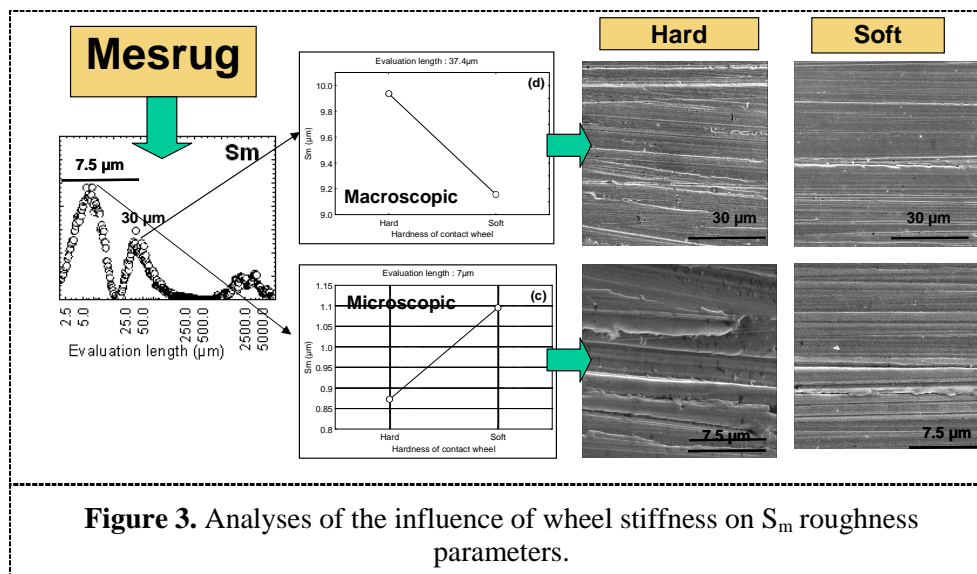 Mesrug
Sm
7.5 µm
30 µm
2.5
5.0
25.0
50.0
250.0
2500.0
5000.0
25000.0
50000.0
Evaluation length (µm)
Evaluation length : 37.4µm
(d)
10.0
9.8
9.6
9.4
9.2
9.0
Sm (µm)
Macroscopic
Hard
Soft
Hardness of contact wheel
Evaluation length : 7µm
(c)
1.15
1.1
1.05
1
0.95
0.9
0.85
0.8
Sm (µm)
Microscopic
Hard
Soft
Hardness of contact wheel
Hard
Soft
30 µm
30 µm
7.5 µm
7.5 µm
Figure 3. Analyses of the influence of wheel stiffness on Sm roughness
parameters.